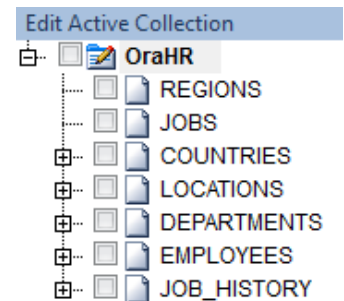 Edit Active Collection
OraHR
REGIONS
JOBS
COUNTRIES
LOCATIONS
DEPARTMENTS
EMPLOYEES
JOB_HISTORY